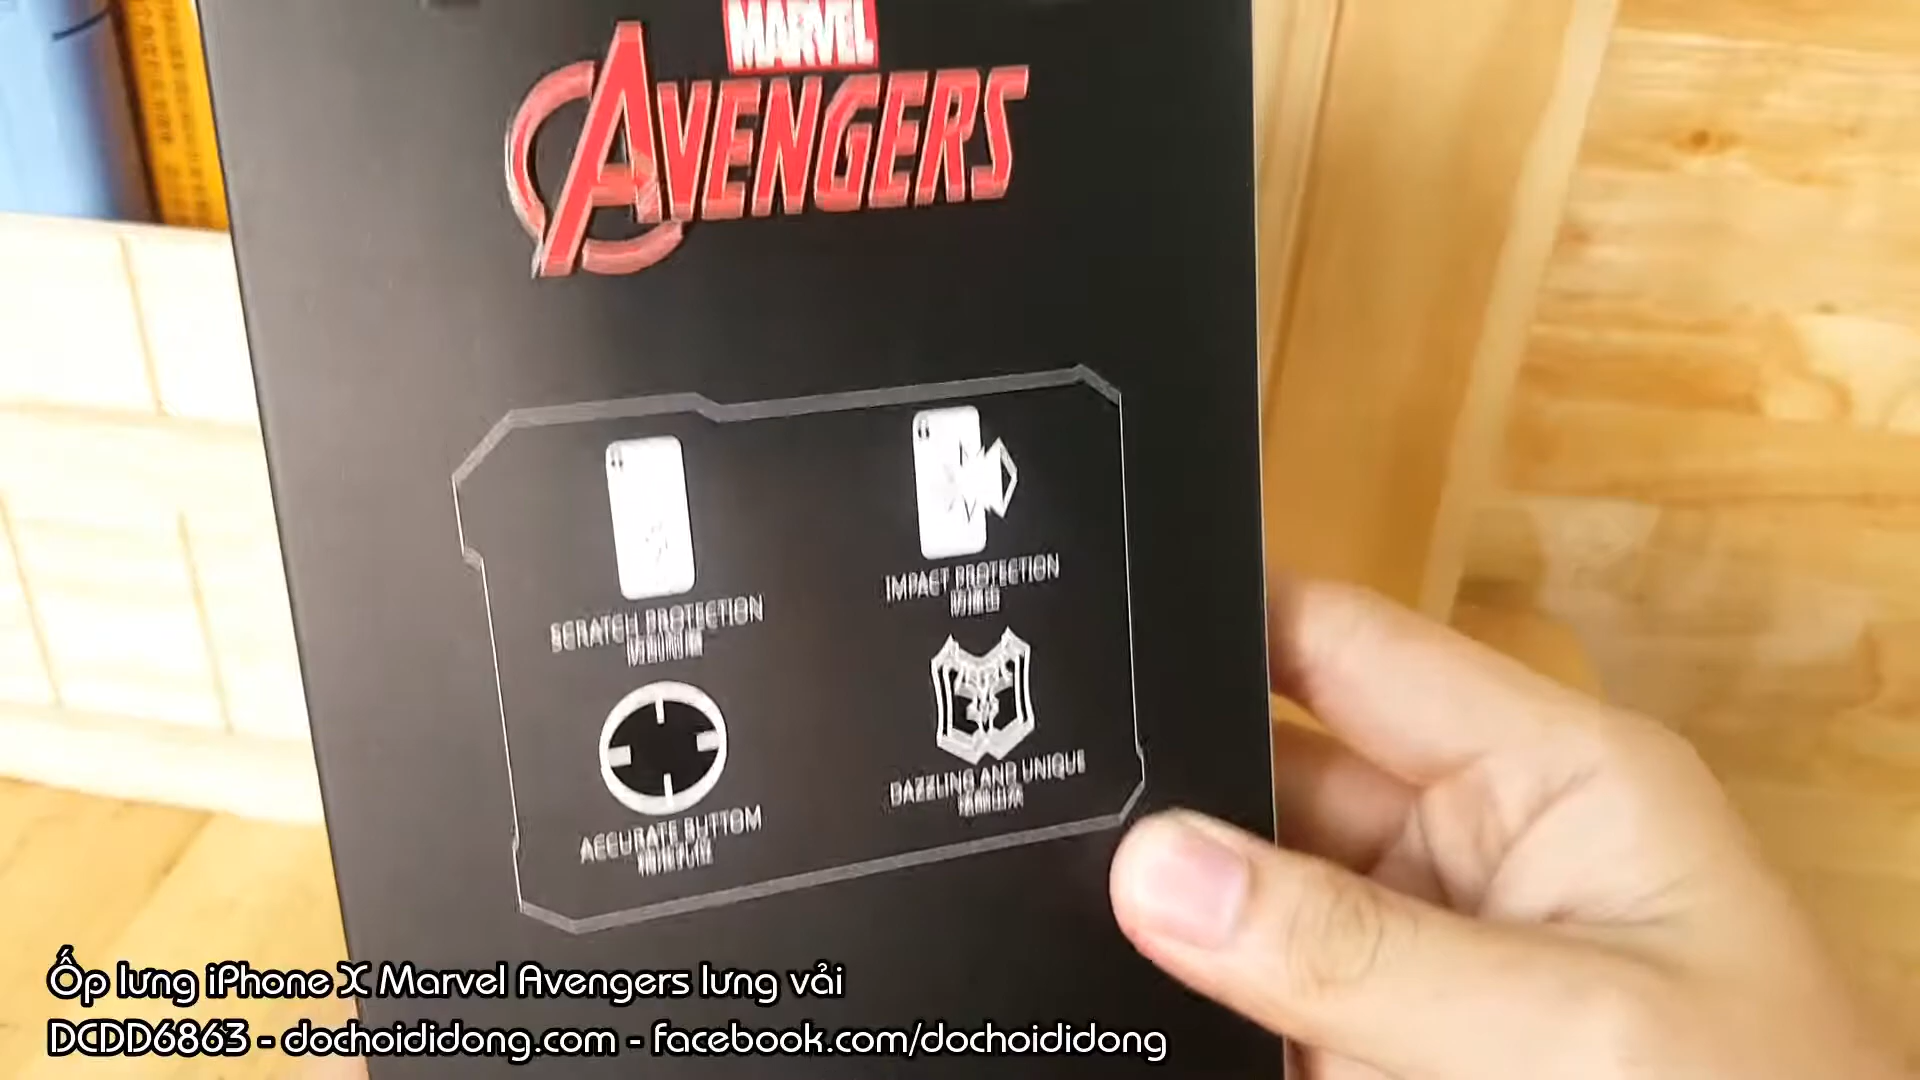 MARVEL
AVENGERS
SCRATCH PROTECTION
IMPACT PROTECTION
ACCURATE BUTTOM
DAZZLING AND UNIQUE
Ốp lưng iPhone X Marvel Avengers lưng vải
DCDD6863 - dochoididong.com - facebook.com/dochoididong